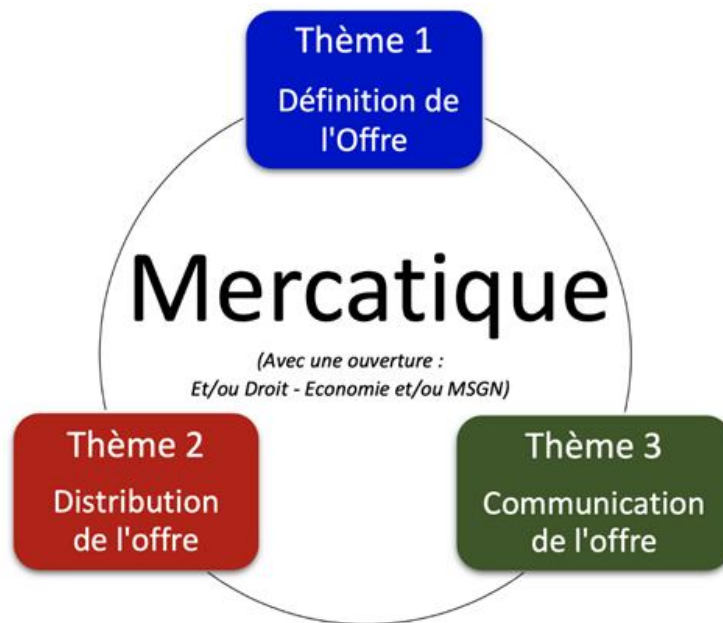 Thème 1
Définition de
l'Offre
Mercatique
(Avec une ouverture :
Et/ou Droit - Economie et/ou MSGN)
Thème 2
Distribution
de l'offre
Thème 3
Communication
de l'offre